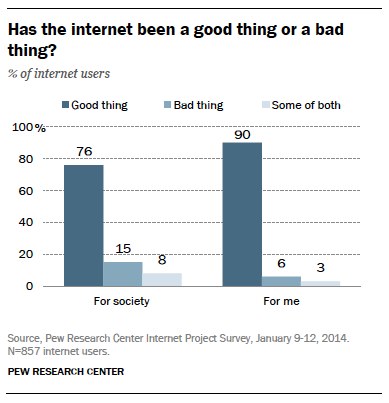 Has the internet been a good thing or a bad
thing?
% of internet users
Good thing Bad thing Some of both
100%
80
60
40
20
0
76
15
8
90
6
3
For society For me
Source, Pew Research Center Internet Project Survey, January 9-12, 2014.
N=857 internet users.
PEW RESEARCH CENTER